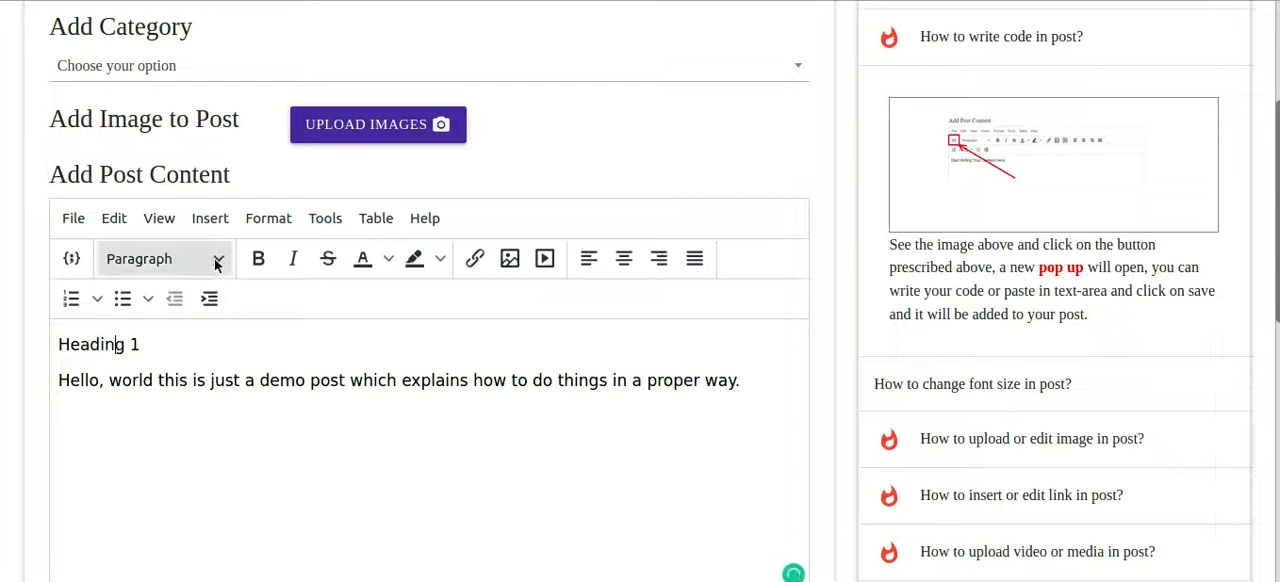 Add Category
Choose your option
Add Image to Post
UPLOAD IMAGES
Add Post Content
File Edit View Insert Format Tools Table Help
Paragraph B I S A
Heading 1
Hello, world this is just a demo post which explains how to do things in a proper way.
How to write code in post?
Add Post Content
See the image above and click on the button
prescribed above, a new pop up will open, you can
write your code or paste in text-area and click on save
and it will be added to your post.
How to change font size in post?
How to upload or edit image in post?
How to insert or edit link in post?
How to upload video or media in post?